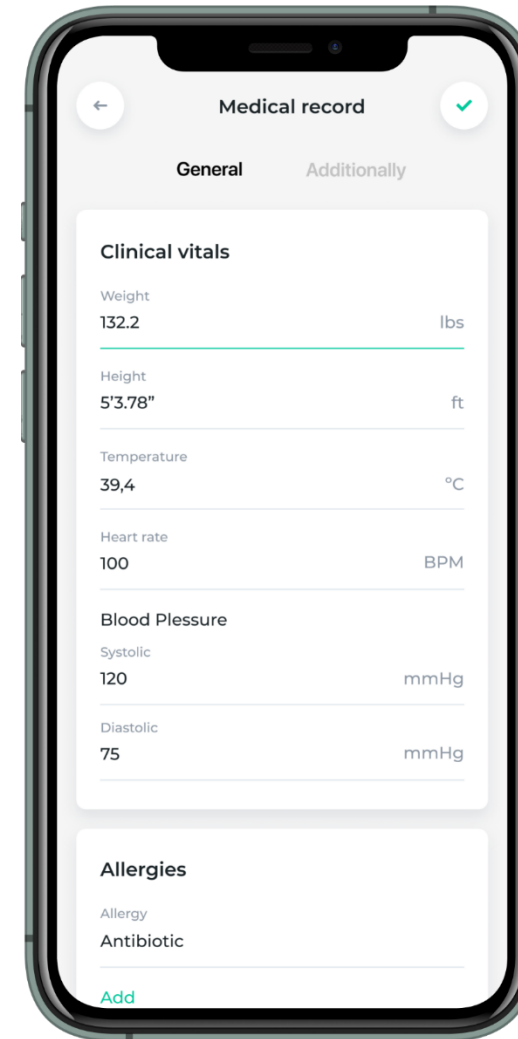 Medical record
General Additionally
Clinical vitals
Weight
132.2 lbs
Height
5’3.78” ft
Temperature
39,4 °C
Heart rate
100 BPM
Blood Plessure
Systolic
120 mmHg
Diastolic
75 mmHg
Allergies
Allergy
Antibiotic
Add